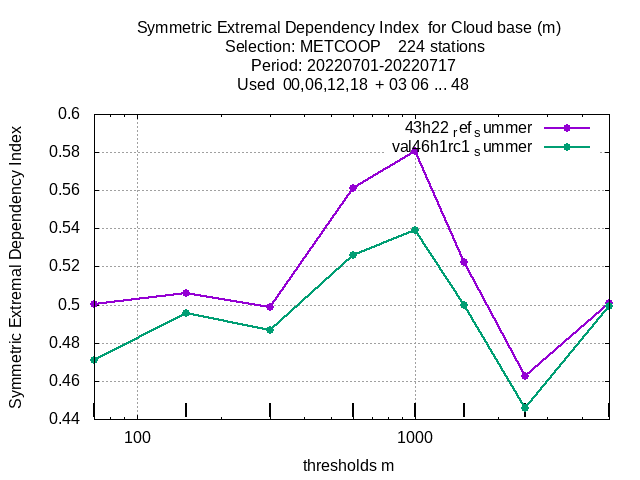 Symmetric Extremal Dependency Index for Cloud base (m)
Selection: METCOOP 224 stations
Period: 20220701-20220717
Used 00,06,12,18 + 03 06 ... 48
Symmetric Extremal Dependency Index
0.6
0.58
0.56
0.54
0.52
0.5
0.48
0.46
0.44
43h22 ref summer
val46h1rc1 summer
100
1000
thresholds m